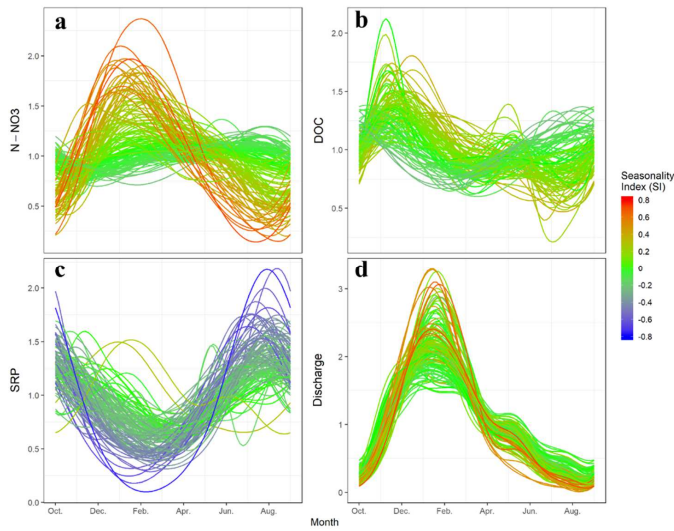 a
b
2.0
1.5
1.0
0.5
N – NO3
2.0
1.5
1.0
0.5
DOC
c
d
2.0
1.5
1.0
0.5
0.0
SRP
3
2
1
0
Discharge
Oct.
Dec.
Feb.
Apr.
Jun.
Aug.
Oct.
Dec.
Feb.
Apr.
Jun.
Aug.
Month
Seasonality
Index (SI)
0.8
0.6
0.4
0.2
0
-0.2
-0.4
-0.6
-0.8